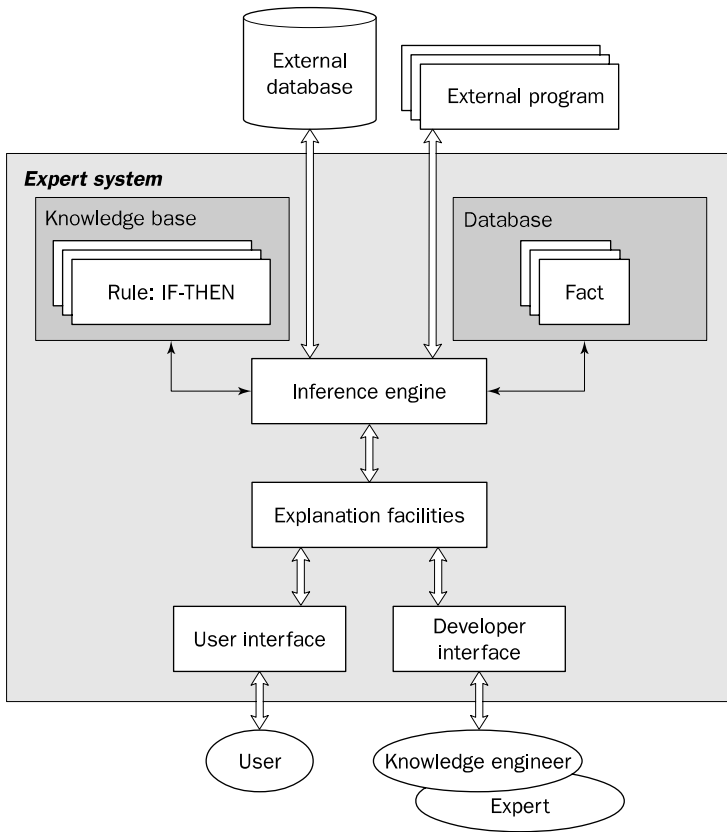 External
database
External program
Expert system
Knowledge base
Rule: IF-THEN
Database
Fact
Inference engine
Explanation facilities
User interface
Developer
interface
User
Knowledge engineer
Expert